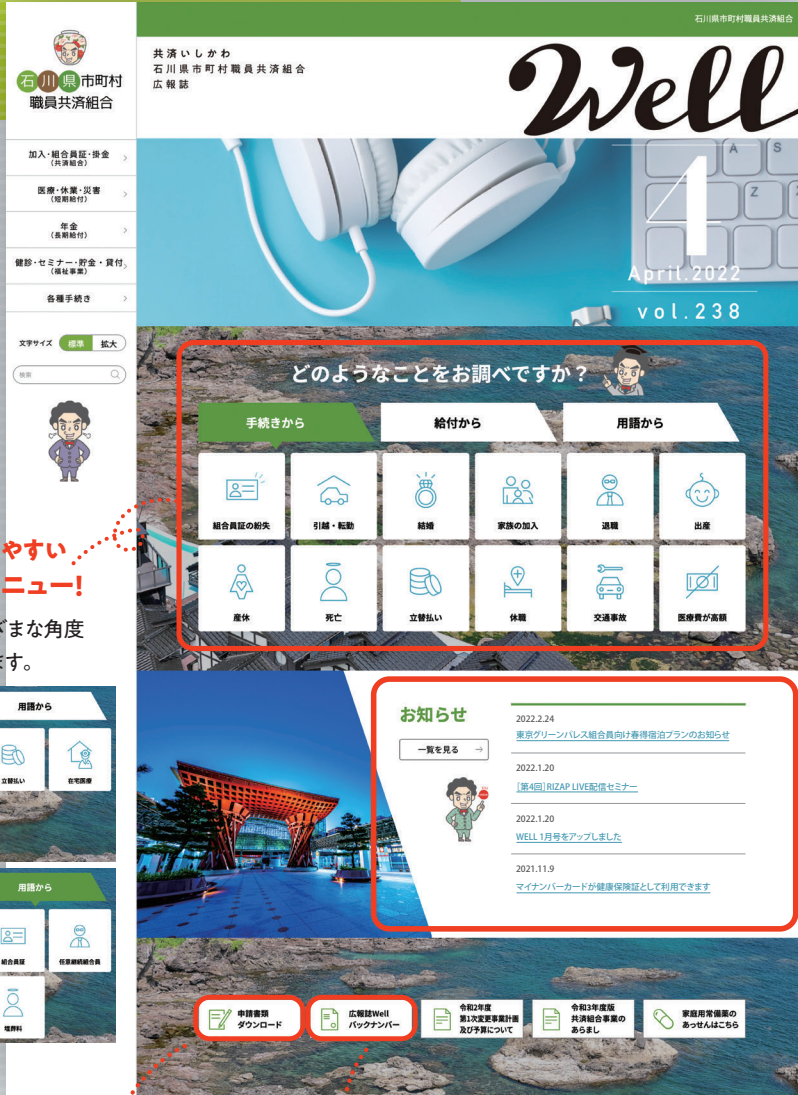 石川県市町村職員共済組合
石川県市町村
職員共済組合
共済いしかわ
石川県市町村職員共済組合
広報誌
Well
4
April.2022
vol.238
A
S
Z
加入・組合員証・掛金
（共済組合）
医療・休業・災害
（短期給付）
年金
（長期給付）
健診・セミナー・貯金・貸付
（福祉事業）
各種手続き
文字サイズ 標準 拡大
検索
どのようなことをお調べですか？
手続きから 給付から 用語から
組合員証の紛失 引越・転勤 結婚 家族の加入 退職 出産
産休 死亡 立替払い 休職 交通事故 医療費が高額
やすい
ニュー！
まな角度
ます。
用語から
立替払い 在宅医療
用語から
組合員証 任意継続組合員
埋葬料
お知らせ
一覧を見る →
2022.2.24
東京グリーンパレス組合員向け春得宿泊プランのお知らせ
2022.1.20
［第4回］RIZAP LIVE配信セミナー
2022.1.20
WELL 1月号をアップしました
2021.11.9
マイナンバーカードが健康保険証として利用できます
申請書類
ダウンロード
広報誌Well
バックナンバー
令和2年度
第1次変更事業計画
及び予算について
令和3年度版
共済組合事業の
あらまし
家庭用常備薬の
あっせんはこちら